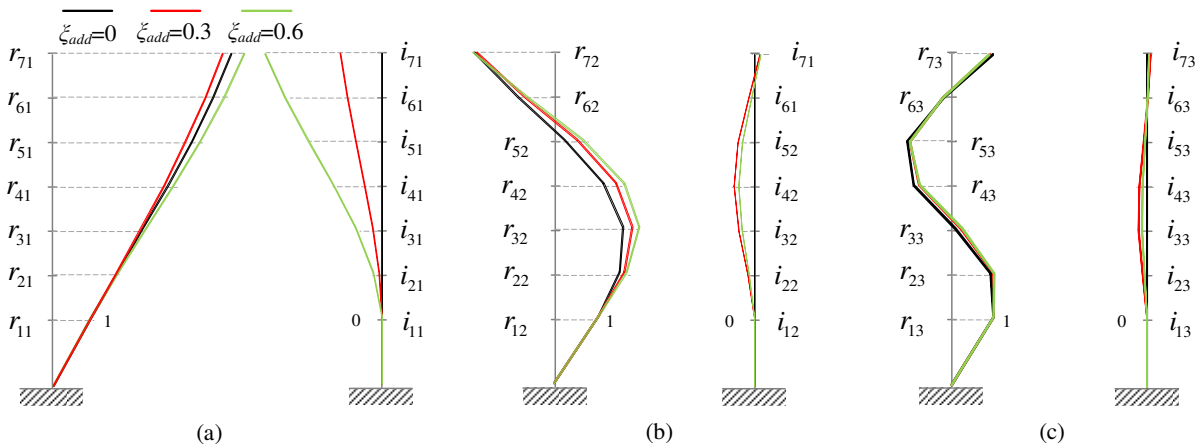 ξadd=0 ξadd=0.3 ξadd=0.6
r71 i71 r72 i71 r73 i73
r61 i61 r62 i61 r63 i63
r51 i51 r52 i52 r53 i53
r41 i41 r42 i42 r43 i43
r31 i31 r32 i32 r33 i33
r21 i21 r22 i22 r23 i23
r11 1 0 i11 r12 1 0 i12 r13 1 0 i13
(a) (b) (c)